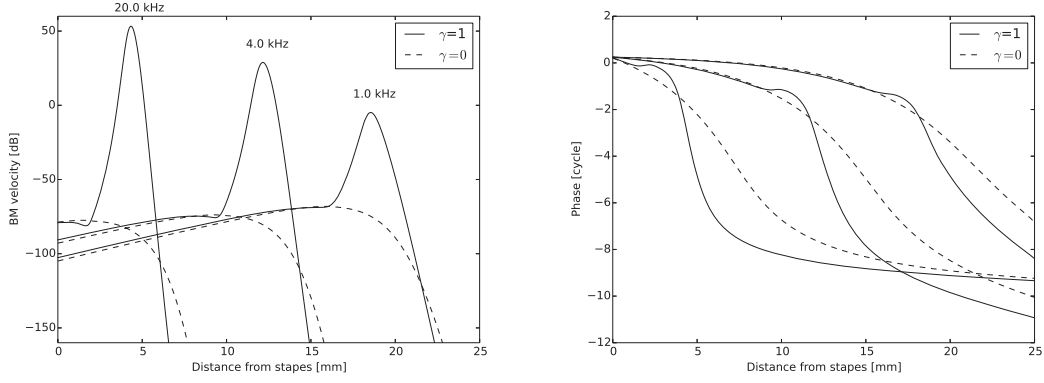 20.0 kHz
4.0 kHz
1.0 kHz
γ=1
γ=0
50
0
−50
−100
−150
BM velocity [dB]
0 5 10 15 20 25
Distance from stapes [mm]
γ=1
γ=0
2
0
−2
−4
−6
−8
−10
−12
Phase [cycle]
0 5 10 15 20 25
Distance from stapes [mm]